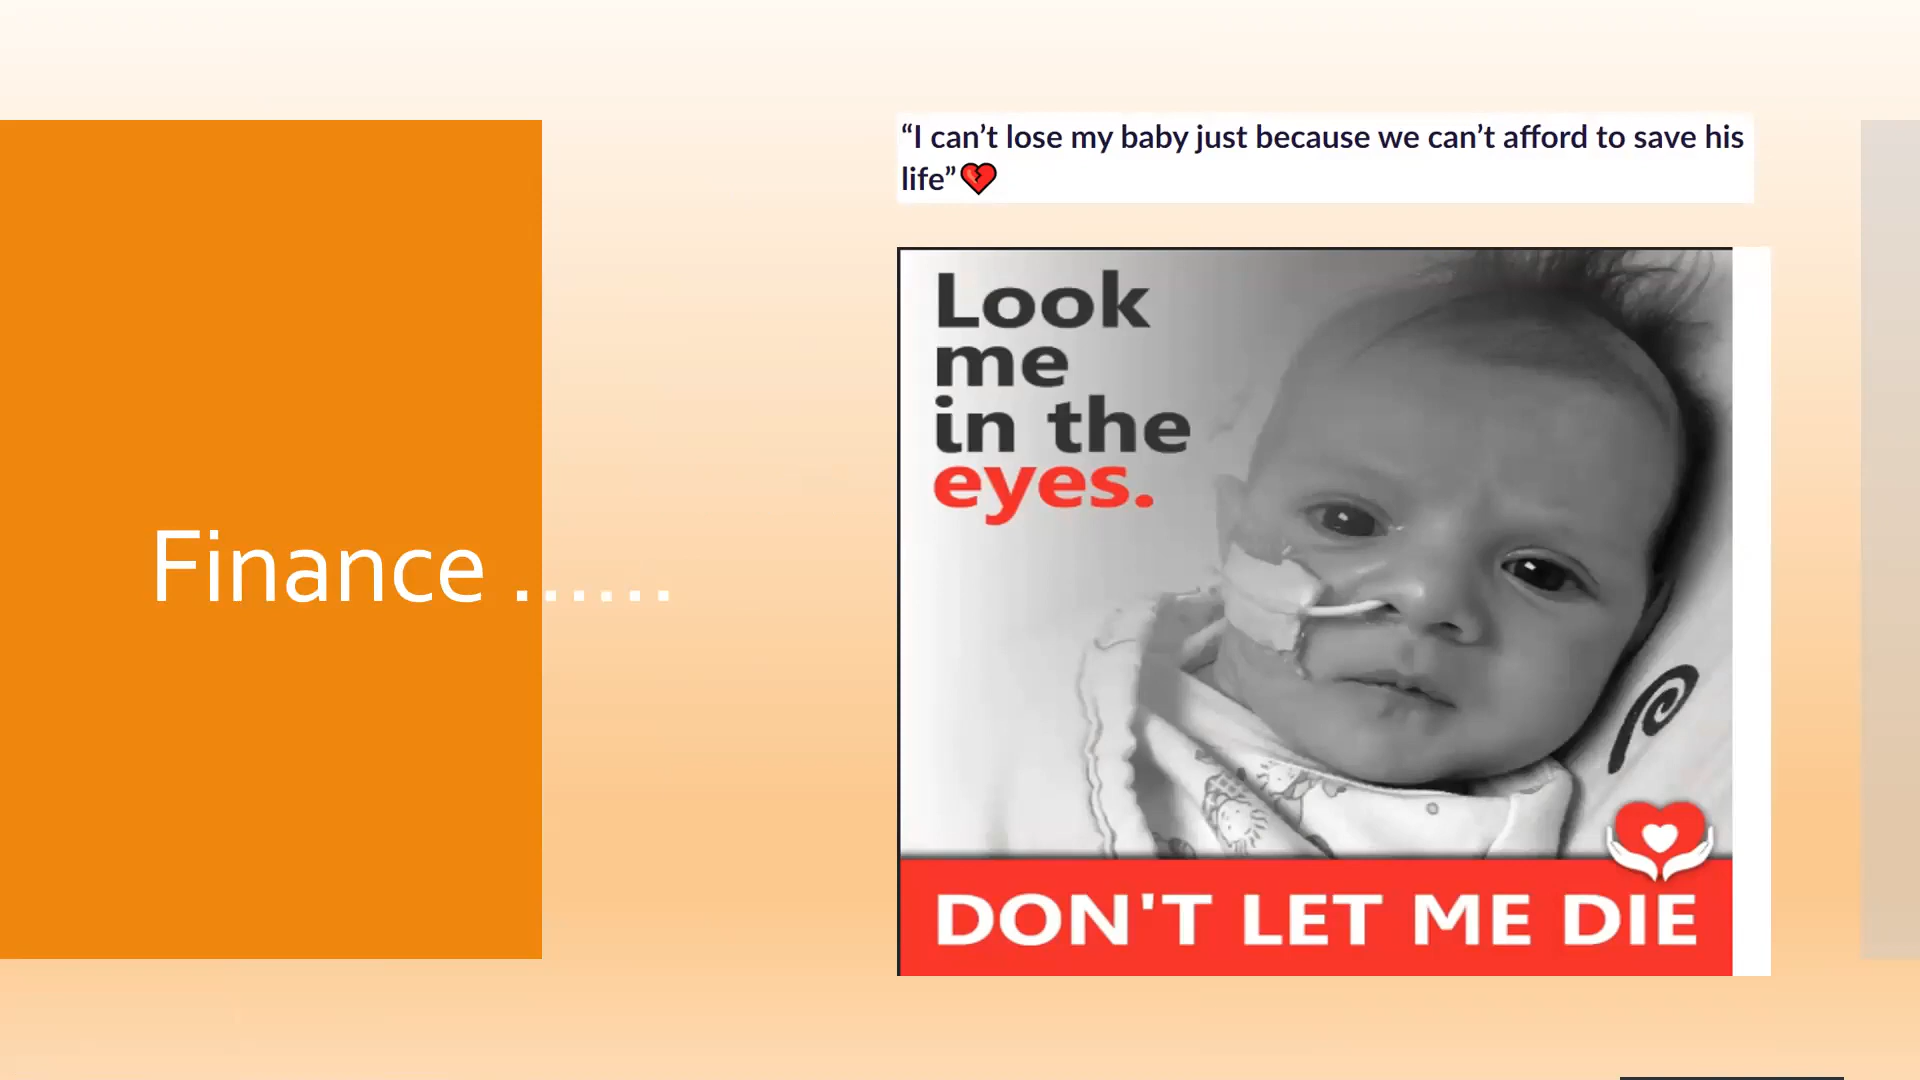 Finance ......
“I can’t lose my baby just because we can’t afford to save his
life”💔
Look
me
in the
eyes.
DON'T LET ME DIE